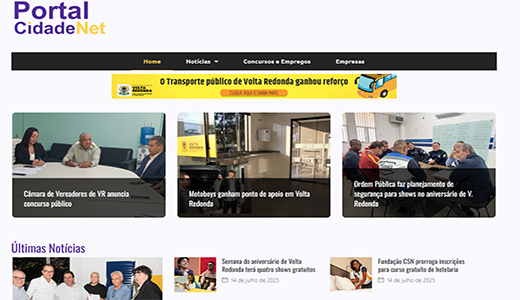 Portal
CidadeNet
Home
Notícias
Concursos e Empregos
Empresas
VOLTA
REDONDA
O Transporte público de Volta Redonda ganhou reforço
CLIQUE AQUI E SAIBA MAIS
Câmara de Vereadores de VR anuncia
concurso público
Motoboys ganham ponto de apoio em Volta
Redonda
Ordem Pública faz planejamento de
segurança para shows no aniversário de V.
Redonda
Últimas Notícias
Semana do aniversário de Volta
Redonda terá quatro shows gratuitos
14 de julho de 2025
Fundação CSN prorroga inscrições
para curso gratuito de hotelaria
14 de julho de 2025